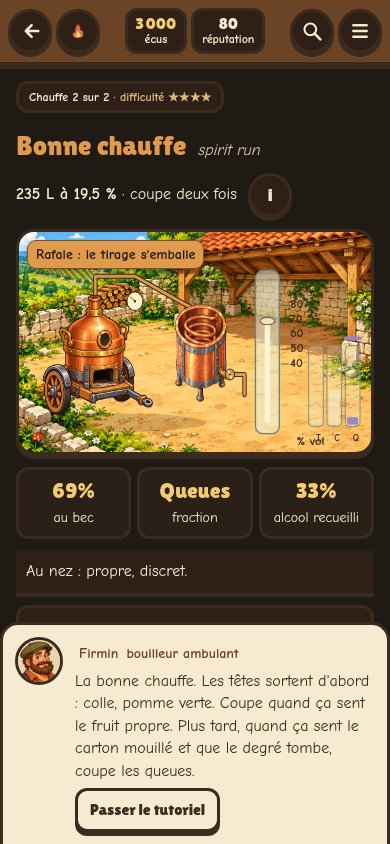 3 000
écus
80
réputation
Chauffe 2 sur 2 · difficulté ★★★★
Bonne chauffe spirit run
235 L à 19,5 % · coupe deux fois
Rafale : le tirage s'emballe
80
70
60
50
40
% vol
T C Q
69%
au bec
Queues
fraction
33%
alcool recueilli
Au nez : propre, discret.
Firmin bouilleur ambulant
La bonne chauffe. Les têtes sortent d'abord
: colle, pomme verte. Coupe quand ça sent
le fruit propre. Plus tard, quand ça sent le
carton mouillé et que le degré tombe,
coupe les queues.
Passer le tutoriel